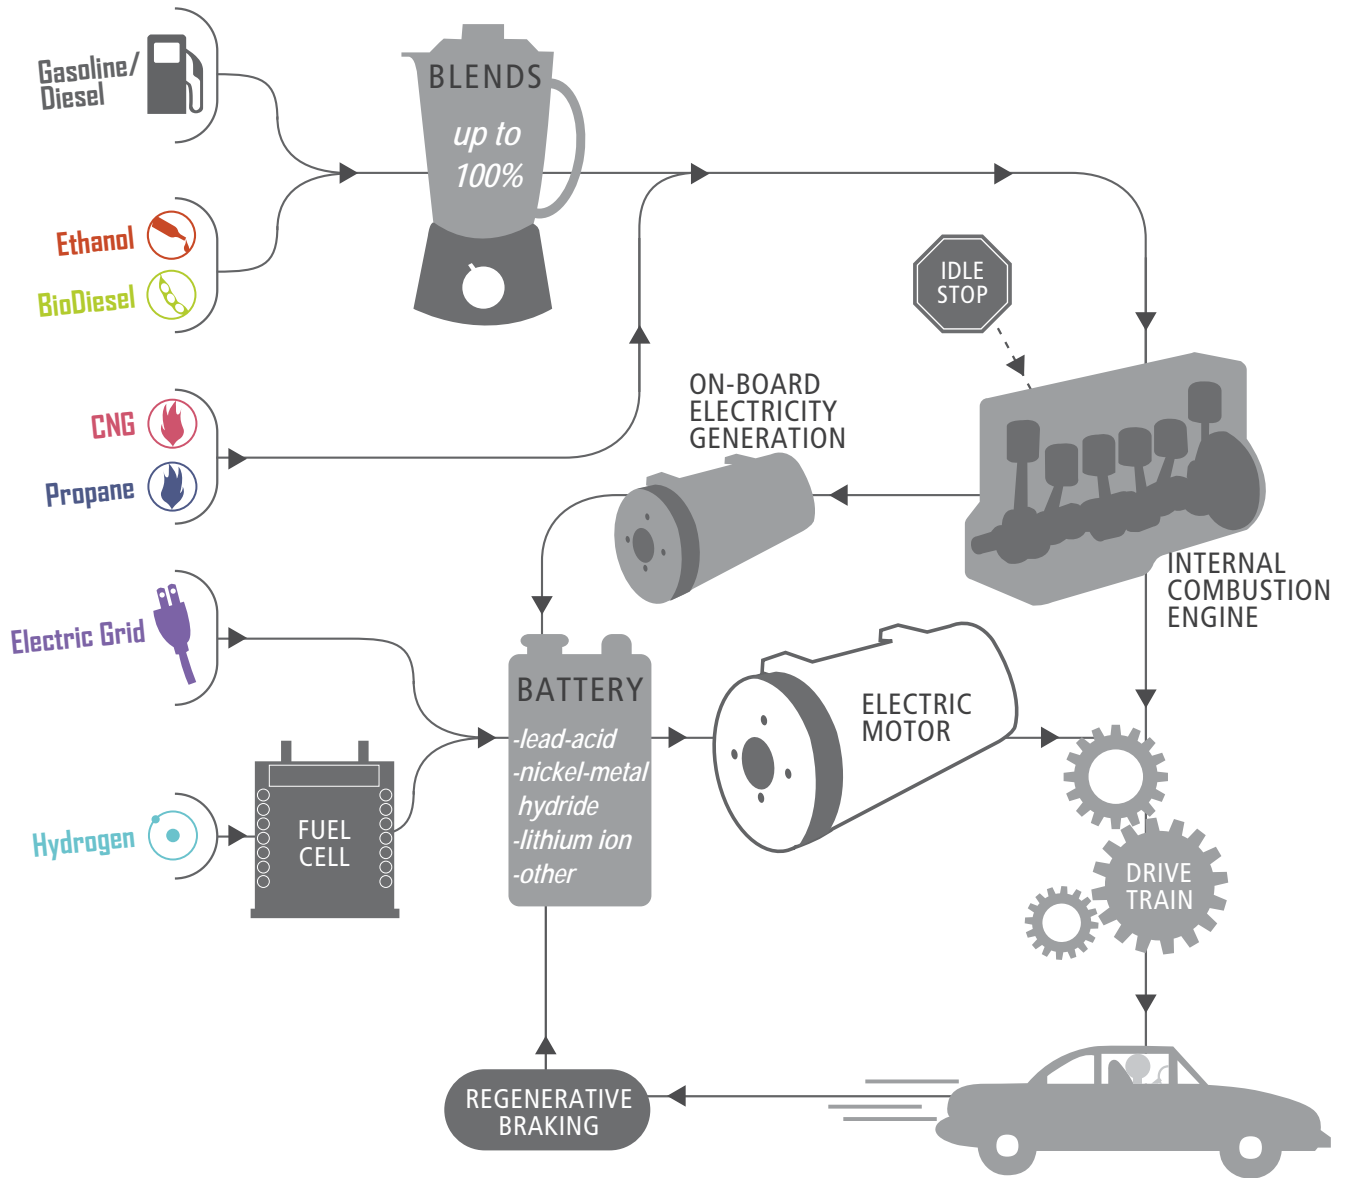 Gasoline/
Diesel
BLENDS
up to
100%
Ethanol
BioDiesel
IDLE
STOP
CNG
Propane
ON-BOARD
ELECTRICITY
GENERATION
INTERNAL
COMBUSTION
ENGINE
Electric Grid
BATTERY
-lead-acid
-nickel-metal
hydride
-lithium ion
-other
ELECTRIC
MOTOR
Hydrogen
FUEL
CELL
DRIVE
TRAIN
REGENERATIVE
BRAKING